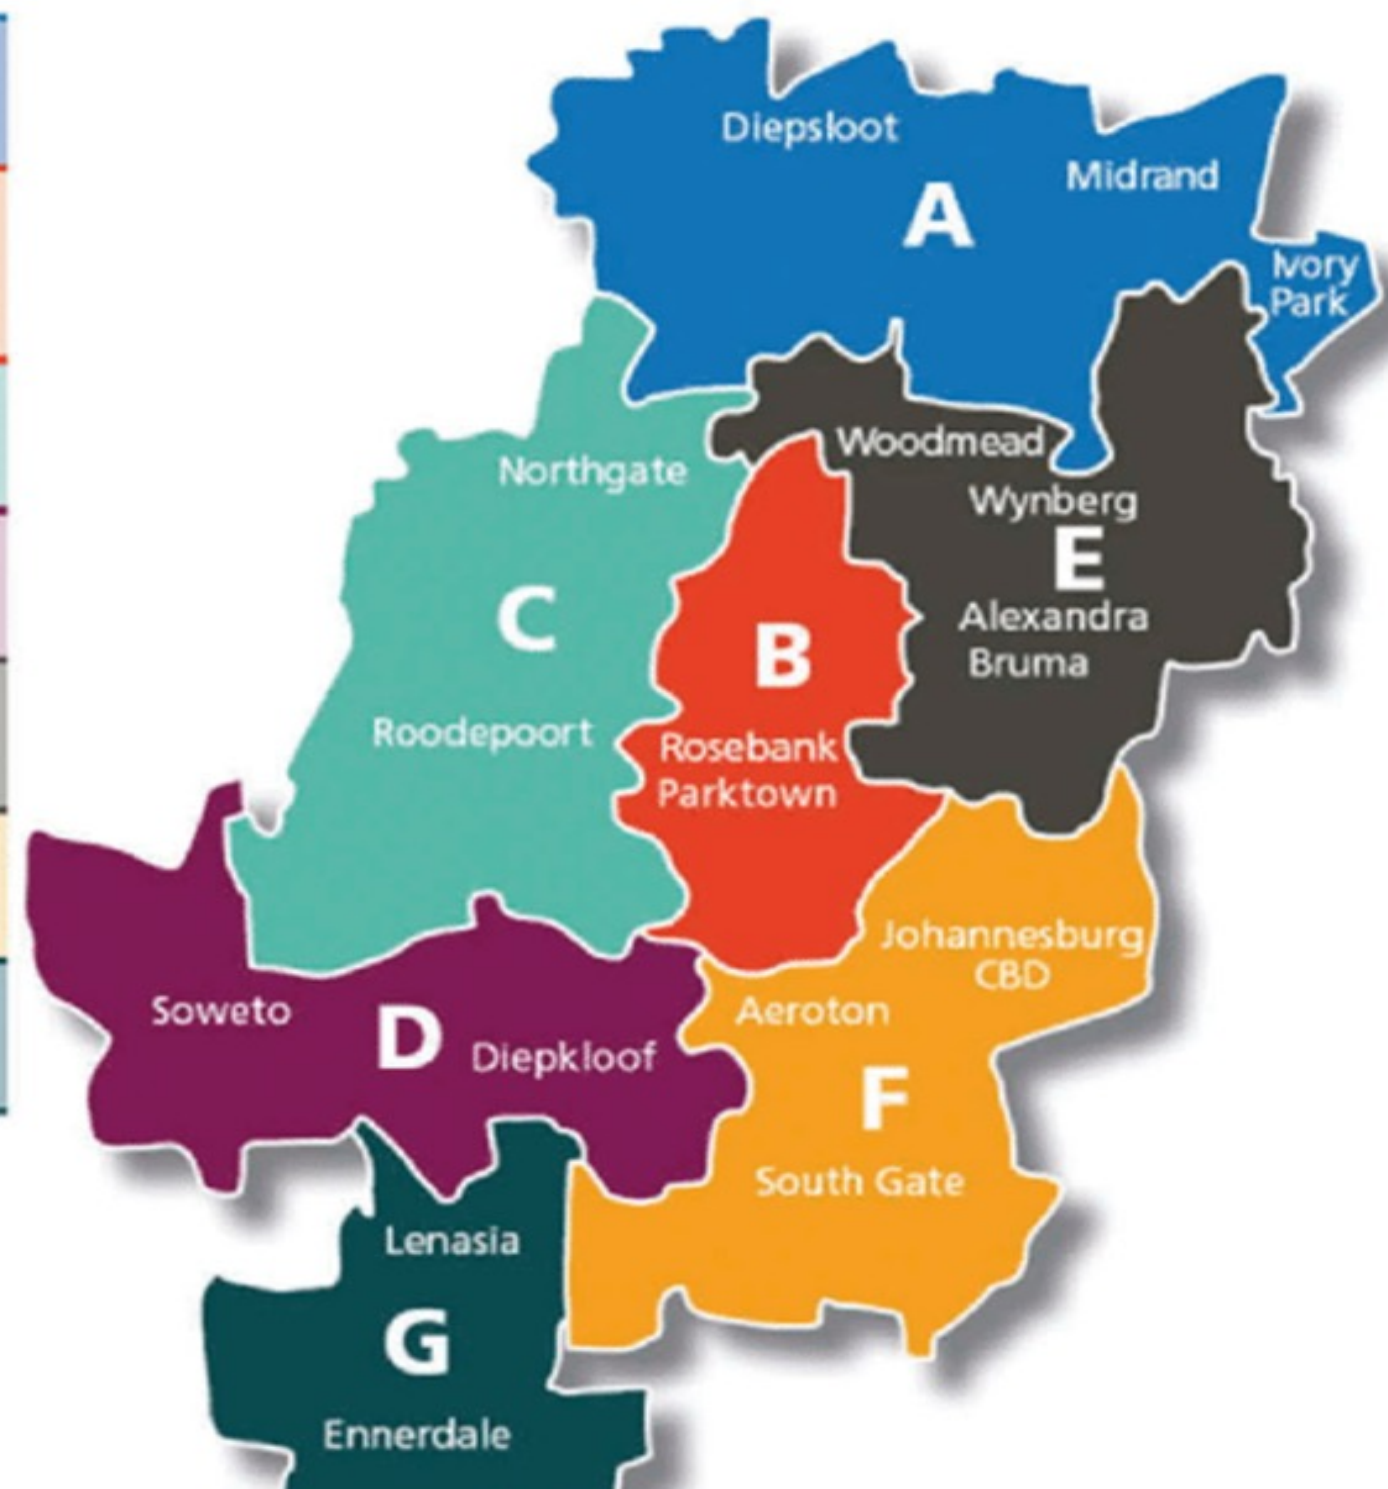 Diepsloot
Midrand
A
Ivory
Park
Northgate
Woodmead
Wynberg
E
C
Alexandra
B
Bruma
Roodepoort
Rosebank
Parktown
Johannesburg
CBD
Soweto
D
Aeroton
Diepkloof
F
South Gate
Lenasia
G
Ennerdale